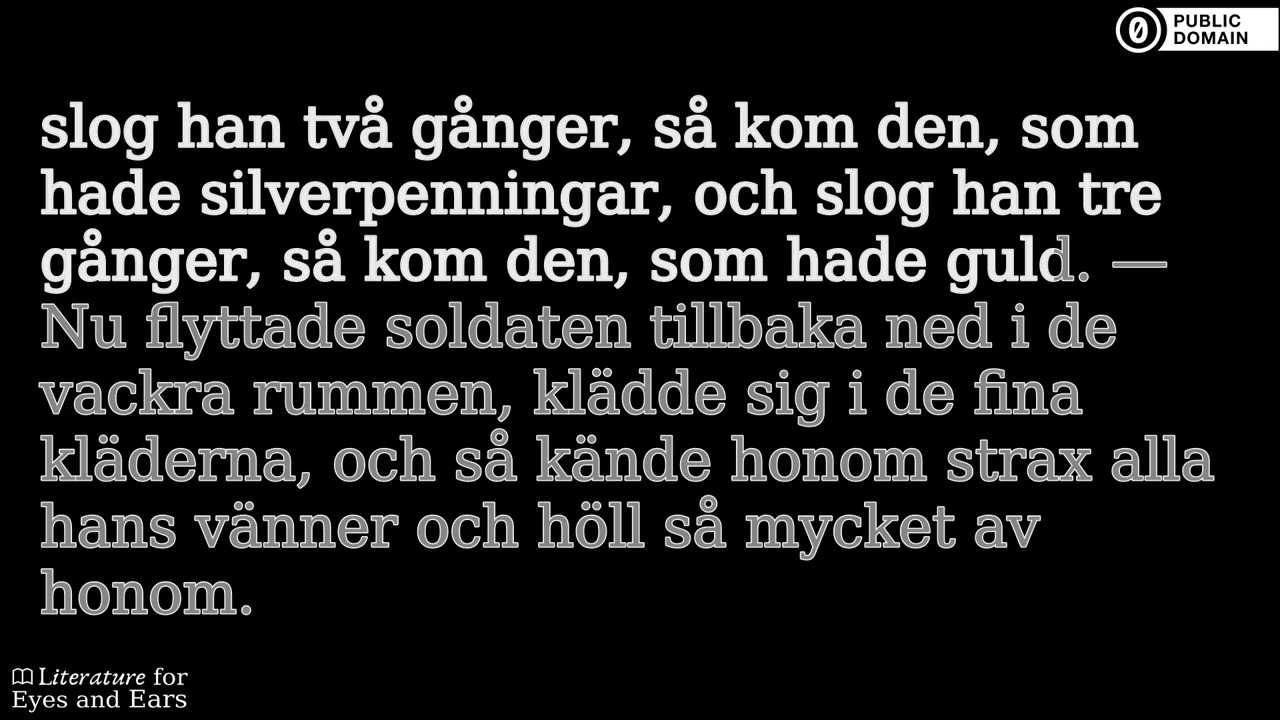 PUBLIC
DOMAIN
slog han två gånger, så kom den, som
hade silverpenningar, och slog han tre
gånger, så kom den, som hade guld. —
Nu flyttade soldaten tillbaka ned i de
vackra rummen, klädde sig i de fina
kläderna, och så kände honom strax alla
hans vänner och höll så mycket av
honom.
Literature for
Eyes and Ears